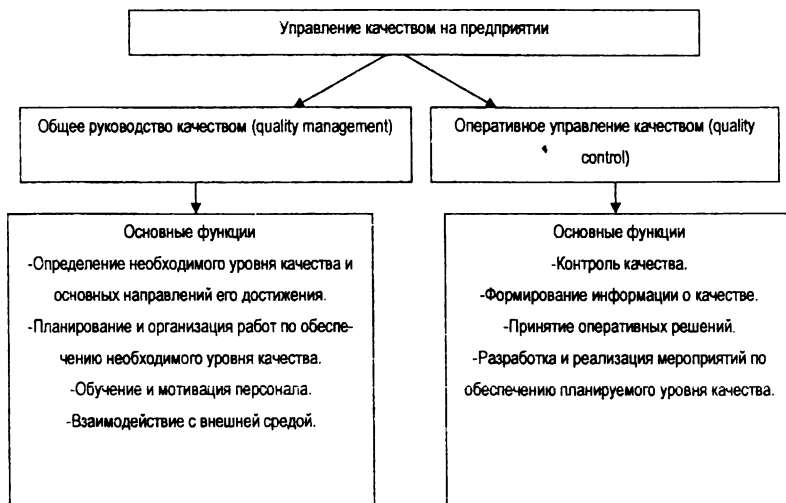 Управление качеством на предприятии
Общее руководство качеством (quality management)
Оперативное управление качеством (quality
control)
Основные функции
-Определение необходимого уровня качества и
основных направлений его достижения.
-Планирование и организация работ по обеспе-
чению необходимого уровня качества.
-Обучение и мотивация персонала.
-Взаимодействие с внешней средой.
Основные функции
-Контроль качества.
-Формирование информации о качестве.
-Принятие оперативных решений.
-Разработка и реализация мероприятий по
обеспечению планируемого уровня качества.